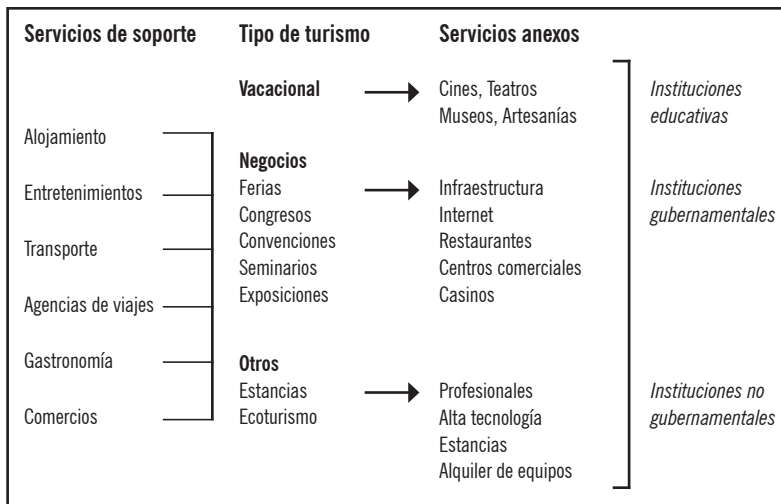 Servicios de soporte
Tipo de turismo
Servicios anexos
Alojamiento
Entretenimientos
Transporte
Agencias de viajes
Gastronomía
Comercios
Vacacional
Negocios
Ferias
Congresos
Convenciones
Seminarios
Exposiciones
Otros
Estancias
Ecoturismo
Cines, Teatros
Museos, Artesanías
Infraestructura
Internet
Restaurantes
Centros comerciales
Casinos
Profesionales
Alta tecnología
Estancias
Alquiler de equipos
Instituciones
educativas
Instituciones
gubernamentales
Instituciones no
gubernamentales